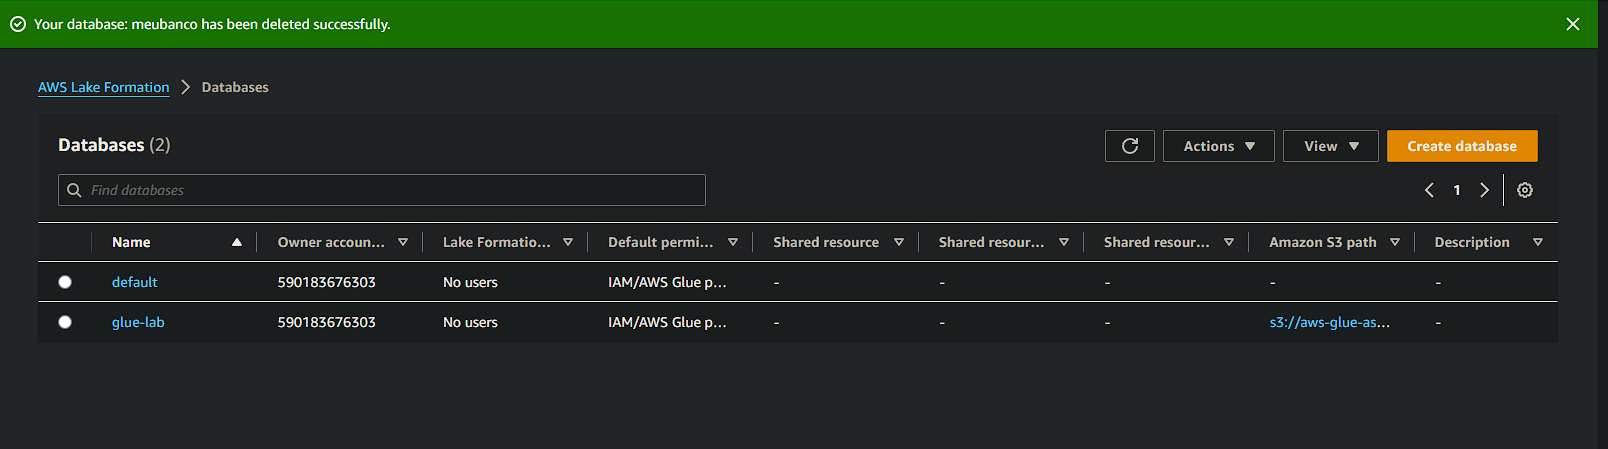 Your database: meubanco has been deleted successfully.
AWS Lake Formation > Databases
Databases (2)
Actions
View
Create database
Find databases
1
Name Owner accoun... Lake Formatio... Default permi... Shared resource Shared resour... Shared resour... Amazon S3 path Description
default 590183676303 No users IAM/AWS Glue p... - - - - -
glue-lab 590183676303 No users IAM/AWS Glue p... - - - s3://aws-glue-as... -